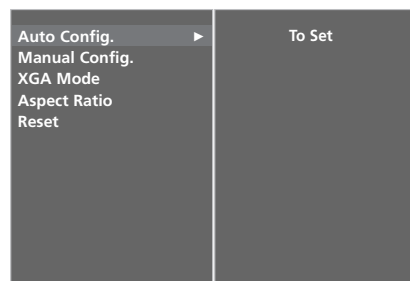 Auto Config. ►
To Set
Manual Config.
XGA Mode
Aspect Ratio
Reset